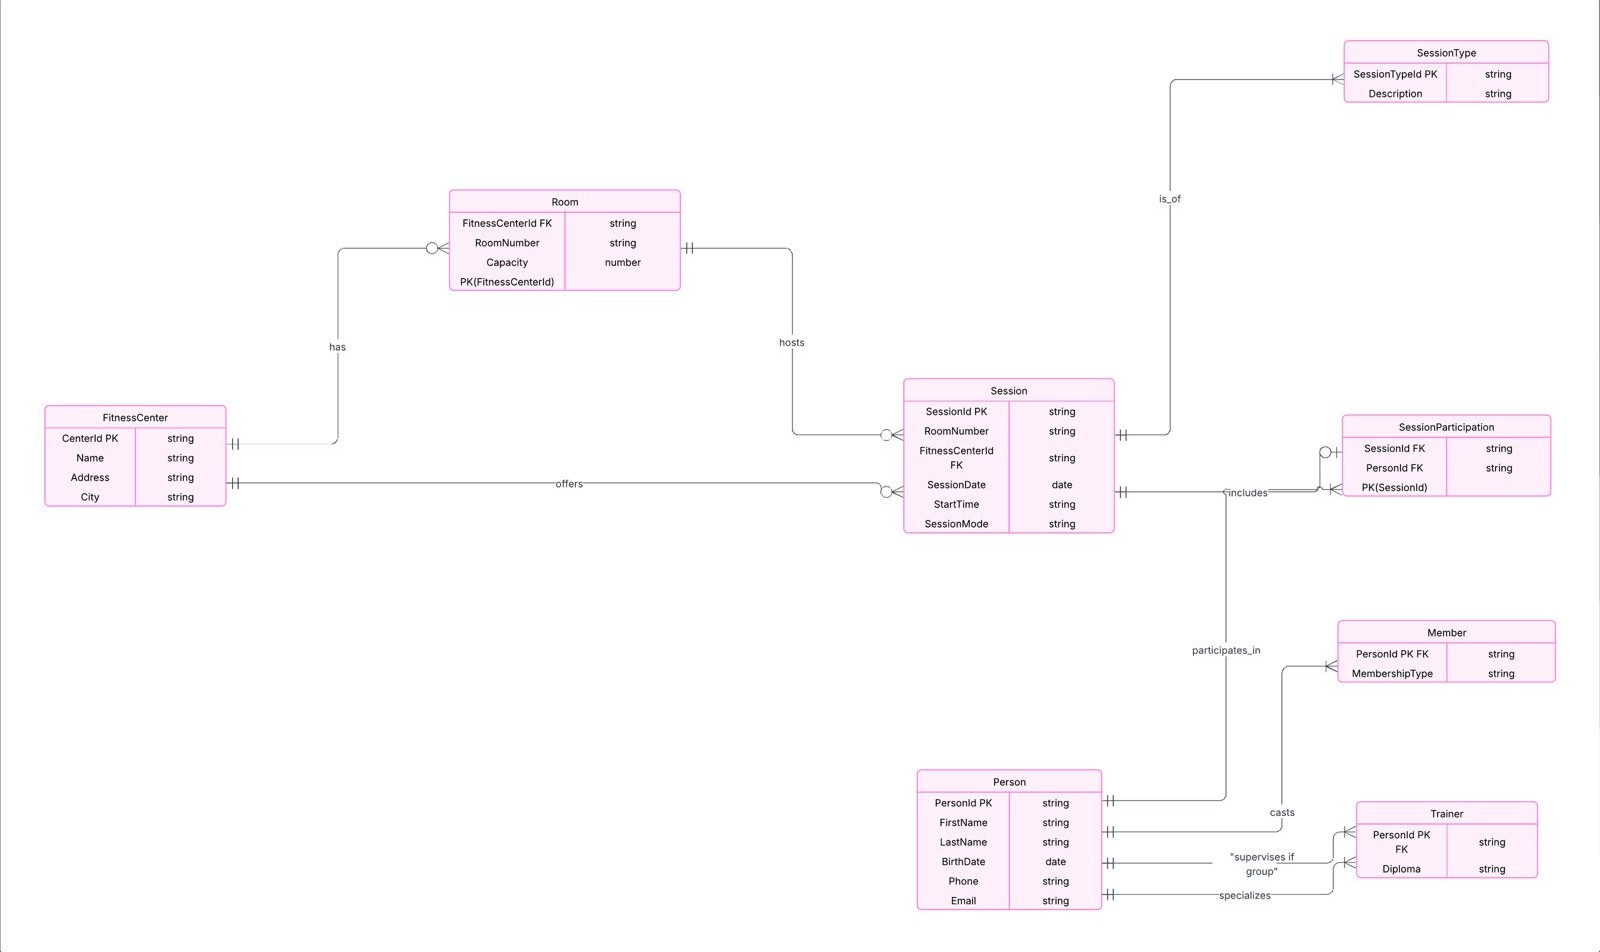 SessionType
SessionTypeId PK string
Description string
is_of
Room
FitnessCenterId FK string
RoomNumber string
Capacity number
PK(FitnessCenterId)
has
hosts
FitnessCenter
CenterId PK string
Name string
Address string
City string
offers
Session
SessionId PK string
RoomNumber string
FitnessCenterId
FK string
SessionDate date
StartTime string
SessionMode string
SessionParticipation
SessionId FK string
PersonId FK string
PK(SessionId)
includes
participates_in
Member
PersonId PK FK string
MembershipType string
casts
Person
PersonId PK string
FirstName string
LastName string
BirthDate date
Phone string
Email string
"supervises if
group"
specializes
Trainer
PersonId PK
FK string
Diploma string